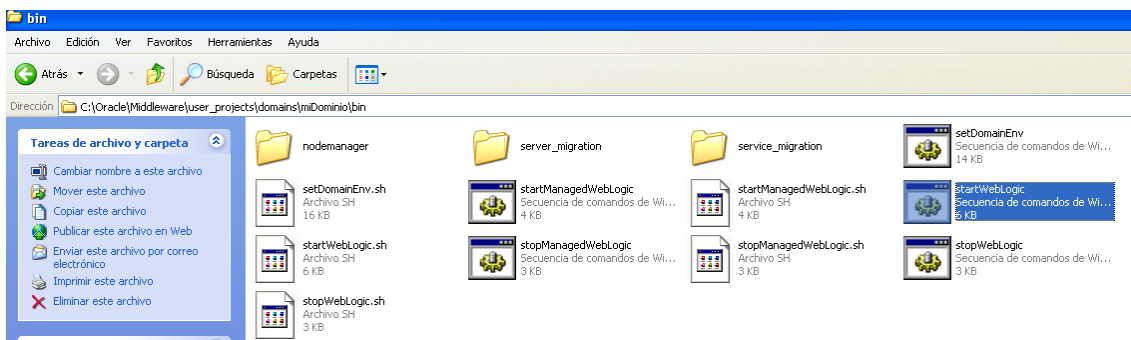 bin
Archivo Edición Ver Favoritos Herramientas Ayuda
Atrás Búsqueda Carpetas
Dirección C:\Oracle\Middleware\user_projects\domains\miDominio\bin
Tareas de archivo y carpeta
Cambiar nombre a este archivo
Mover este archivo
Copiar este archivo
Publicar este archivo en Web
Enviar este archivo por correo
electrónico
Imprimir este archivo
Eliminar este archivo
nodemanager
server_migration
service_migration
setDomainEnv
Secuencia de comandos de Wi...
14 KB
setDomainEnv.sh
Archivo SH
16 KB
startManagedWebLogic
Secuencia de comandos de Wi...
4 KB
startManagedWebLogic.sh
Archivo SH
4 KB
startWebLogic
Secuencia de comandos de Wi...
6 KB
startWebLogic.sh
Archivo SH
6 KB
stopManagedWebLogic
Secuencia de comandos de Wi...
3 KB
stopManagedWebLogic.sh
Archivo SH
3 KB
stopWebLogic
Secuencia de comandos de Wi...
3 KB
stopWebLogic.sh
Archivo SH
3 KB